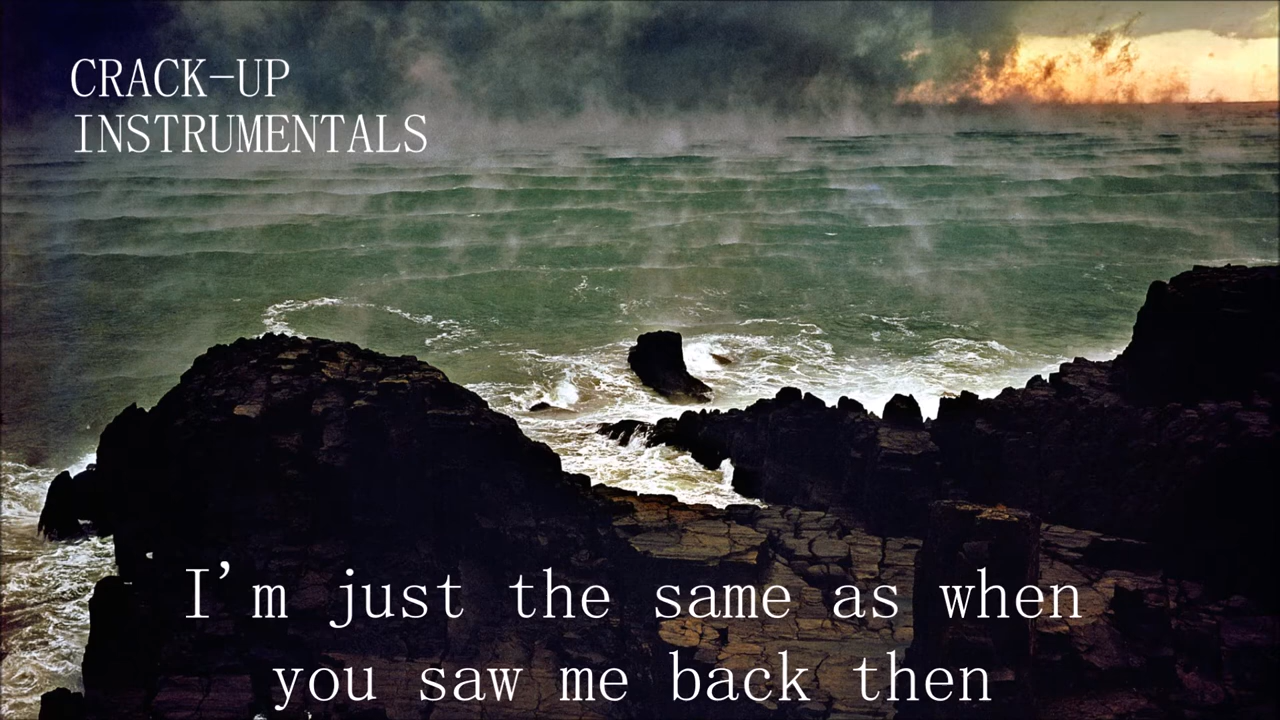 CRACK-UP
INSTRUMENTALS
I'm just the same as when
you saw me back then